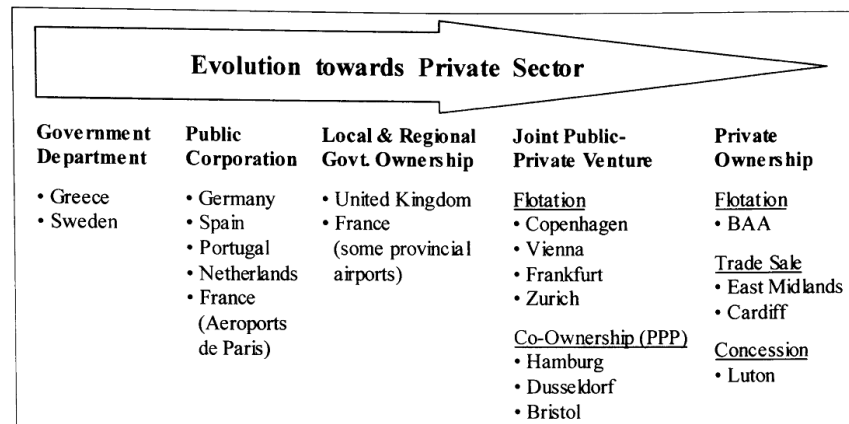 Evolution towards Private Sector
Government
Department
• Greece
• Sweden
Public
Corporation
• Germany
• Spain
• Portugal
• Netherlands
• France
(Aeroports
de Paris)
Local & Regional
Govt. Ownership
• United Kingdom
• France
(some provincial
airports)
Joint Public-
Private Venture
Flotation
• Copenhagen
• Vienna
• Frankfurt
• Zurich
Co-Ownership (PPP)
• Hamburg
• Dusseldorf
• Bristol
Private
Ownership
Flotation
• BAA
Trade Sale
• East Midlands
• Cardiff
Concession
• Luton